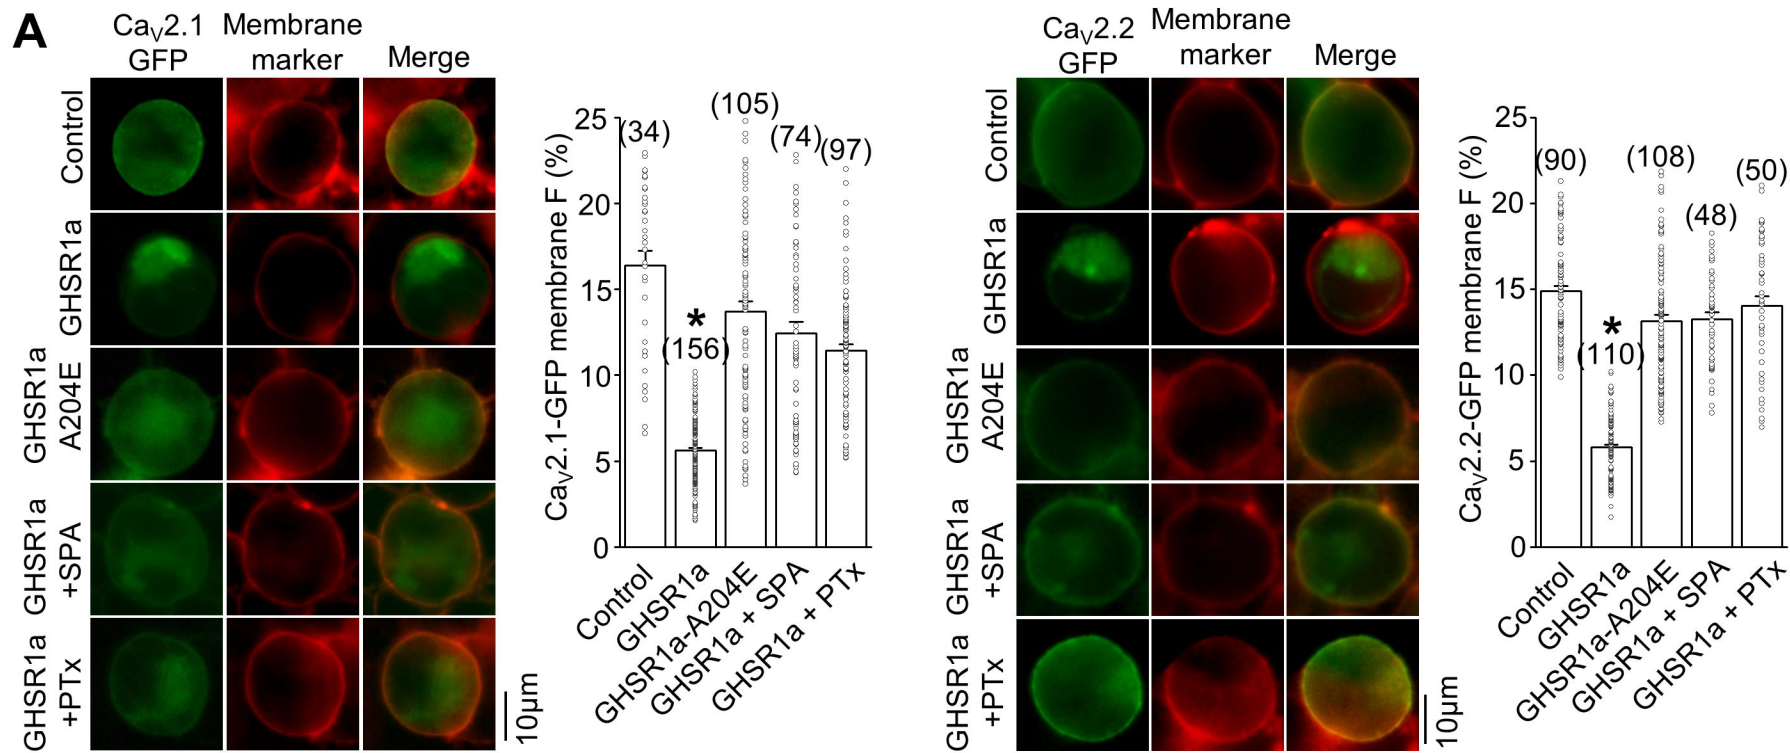 A
CaV2.1
GFP
Membrane
marker
Merge
Control
GHSR1a
GHSR1a
A204E
GHSR1a
+SPA
GHSR1a
+PTx
10µm
CaV2.1-GFP membrane F (%)
25
20
15
10
5
0
(34)
*
(156)
(105)
(74)
(97)
Control
GHSR1a
GHSR1a-A204E
GHSR1a + SPA
GHSR1a + PTx
CaV2.2
GFP
Membrane
marker
Merge
Control
GHSR1a
GHSR1a
A204E
GHSR1a
+SPA
GHSR1a
+PTx
10µm
CaV2.2-GFP membrane F (%)
25
20
15
10
5
0
(90)
*
(110)
(108)
(48)
(50)
Control
GHSR1a
GHSR1a-A204E
GHSR1a + SPA
GHSR1a + PTx